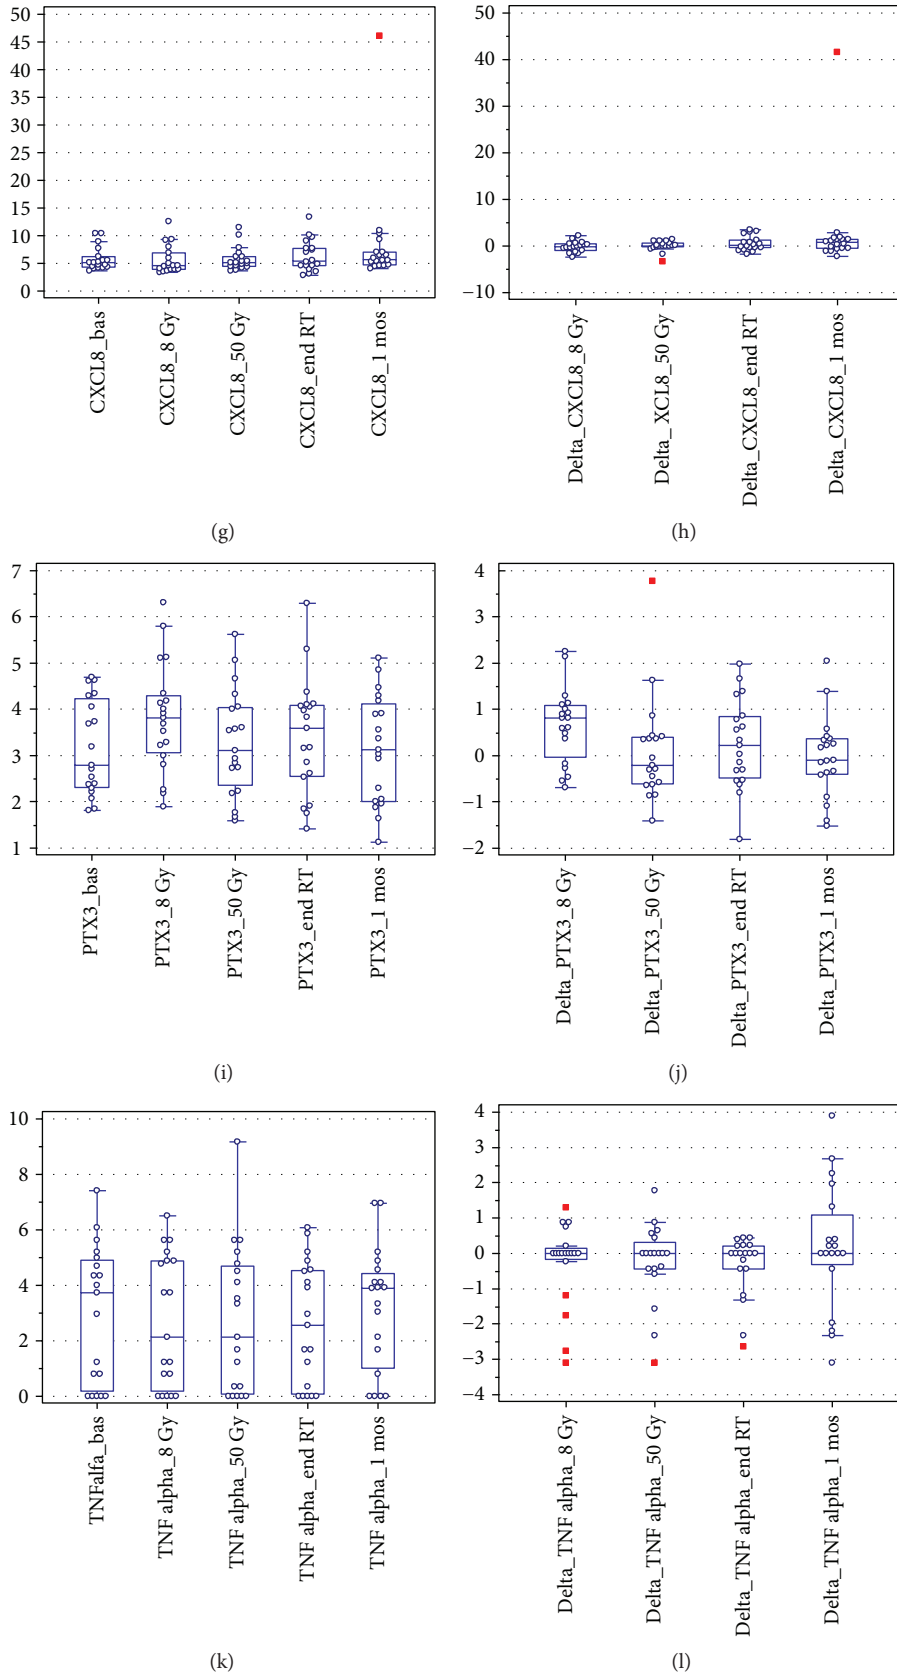 50
45
40
35
30
25
20
15
10
5
0
CXCL8_bas
CXCL8_8 Gy
CXCL8_50 Gy
CXCL8_end RT
CXCL8_1 mos
(g)
50
40
30
20
10
0
−10
Delta_CXCL8_8 Gy
Delta_ XCL8_50 Gy
Delta_CXCL8_end RT
Delta_CXCL8_1 mos
(h)
7
6
5
4
3
2
1
PTX3_bas
PTX3_8 Gy
PTX3_50 Gy
PTX3_end RT
PTX3_1 mos
(i)
4
3
2
1
0
−1
−2
Delta_PTX3_8 Gy
Delta_PTX3_50 Gy
Delta_PTX3_end RT
Delta_PTX3_1 mos
(j)
10
8
6
4
2
0
TNFalfa_bas
TNF alpha_8 Gy
TNF alpha_50 Gy
TNF alpha_end RT
TNF alpha_1 mos
(k)
4
3
2
1
0
−1
−2
−3
−4
Delta_TNF alpha_8 Gy
Delta_TNF alpha_50 Gy
Delta_TNF alpha_end RT
Delta_TNF alpha_1 mos
(l)